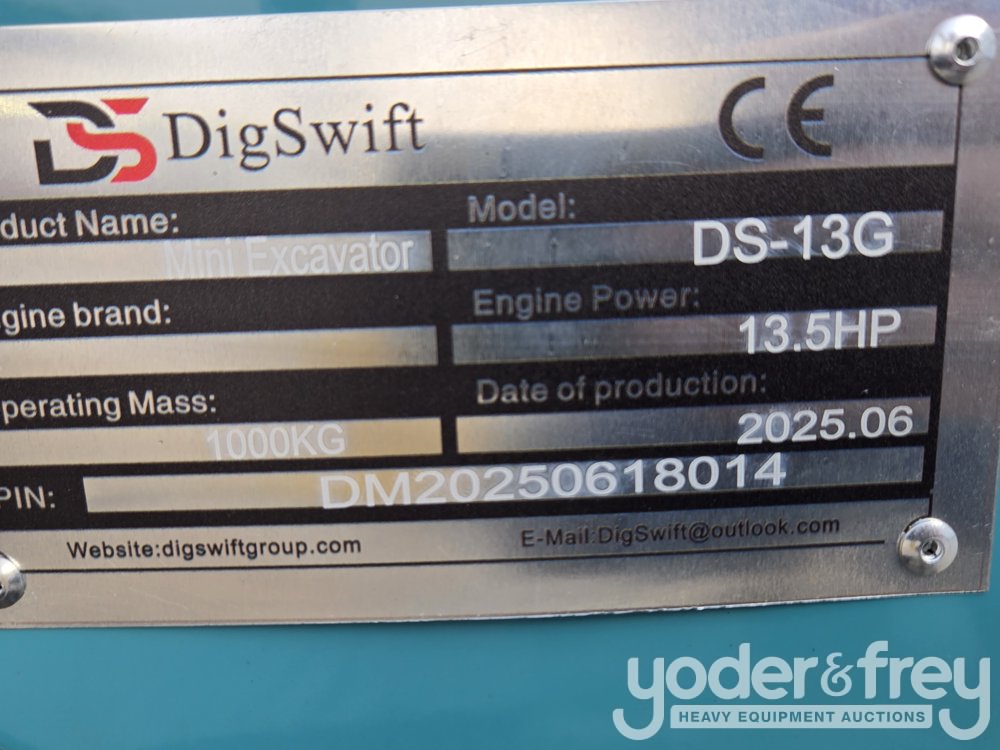 DS DigSwift CE
duct Name: Model:
Mini Excavator DS-13G
gine brand: Engine Power:
13.5HP
perating Mass: Date of production:
1000KG 2025.06
PIN: DM20250618014
Website:digswiftgroup.com E-Mail:DigSwift@outlook.com
yoder&frey
HEAVY EQUIPMENT AUCTIONS